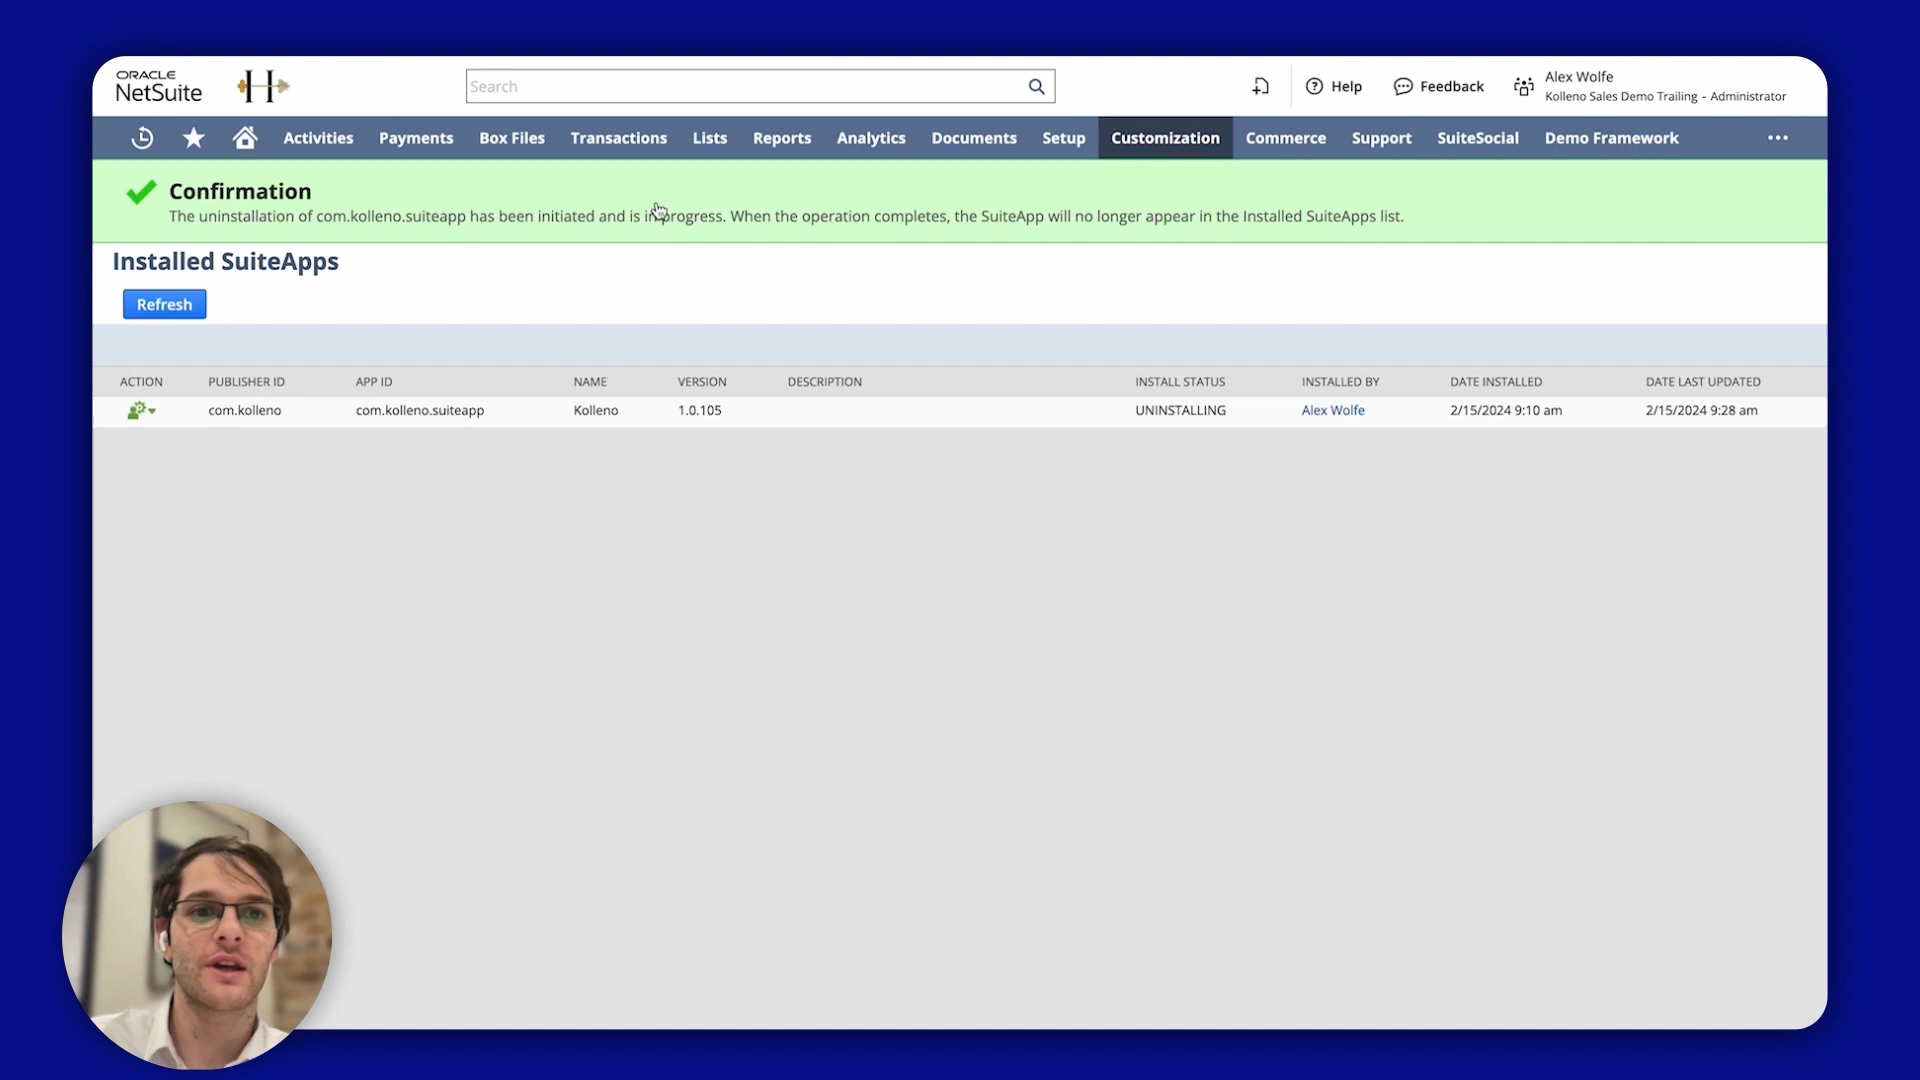 ORACLE
NetSuite
H
Search
Help
Feedback
Alex Wolfe
Kolleno Sales Demo Trailing - Administrator
Activities Payments Box Files Transactions Lists Reports Analytics Documents Setup Customization Commerce Support SuiteSocial Demo Framework
Confirmation
The uninstallation of com.kolleno.suiteapp has been initiated and is in progress. When the operation completes, the SuiteApp will no longer appear in the Installed SuiteApps list.
Installed SuiteApps
Refresh
ACTION PUBLISHER ID APP ID NAME VERSION DESCRIPTION INSTALL STATUS INSTALLED BY DATE INSTALLED DATE LAST UPDATED
com.kolleno com.kolleno.suiteapp Kolleno 1.0.105 UNINSTALLING Alex Wolfe 2/15/2024 9:10 am 2/15/2024 9:28 am